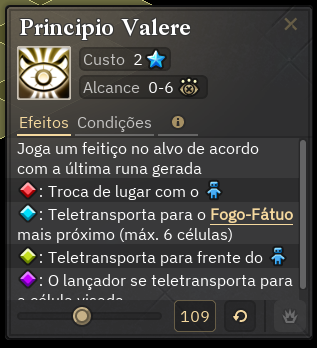 Principio Valere
Custo 2
Alcance 0-6
Efeitos Condições
Joga um feitiço no alvo de acordo
com a última runa gerada
: Troca de lugar com o
: Teletransporta para o Fogo-Fátuo
mais próximo (máx. 6 células)
: Teletransporta para frente do
: O lançador se teletransporta para
a célula visada
109